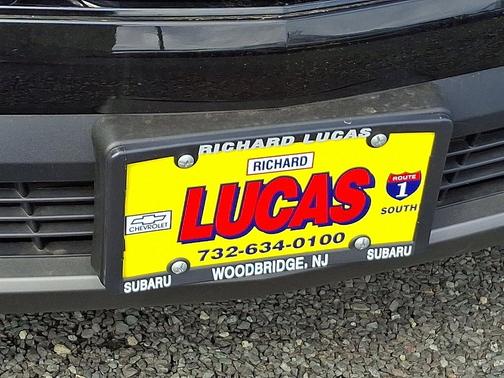 RICHARD LUCAS
RICHARD
LUCAS
ROUTE
1
SOUTH
CHEVROLET
732-634-0100
SUBARU
WOODBRIDGE, NJ
SUBARU